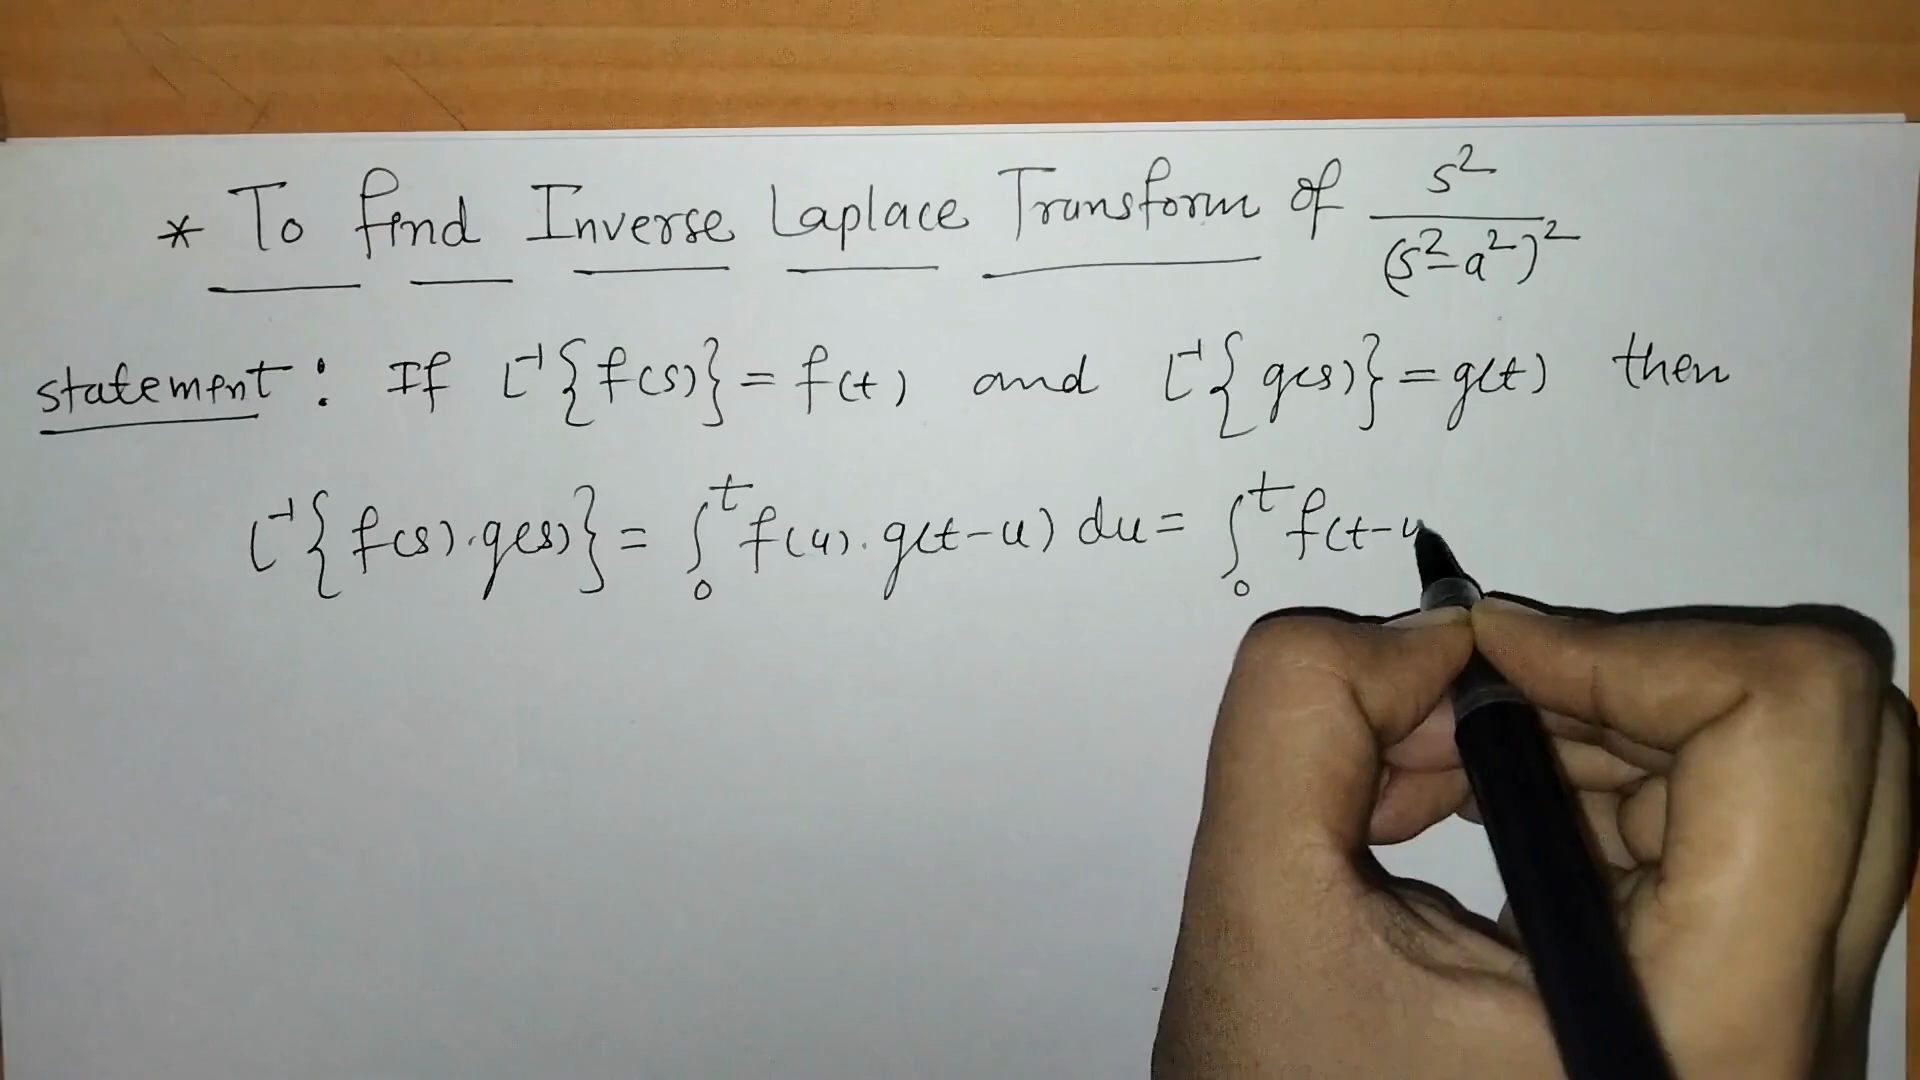 * To find Inverse Laplace Transform of s²/(s²-a²)²
statement : If L⁻¹{f(s)} = f(t) and L⁻¹{g(s)} = g(t) then
L⁻¹{f(s).g(s)} = ∫₀ᵗ f(u).g(t-u) du = ∫₀ᵗ f(t-u